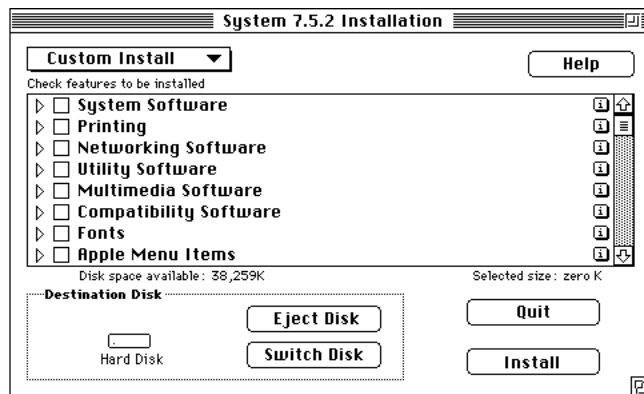 System 7.5.2 Installation
Custom Install
Help
Check features to be installed
System Software
Printing
Networking Software
Utility Software
Multimedia Software
Compatibility Software
Fonts
Apple Menu Items
Disk space available: 38,259K
Selected size: zero K
Destination Disk
Eject Disk
Quit
Hard Disk
Switch Disk
Install